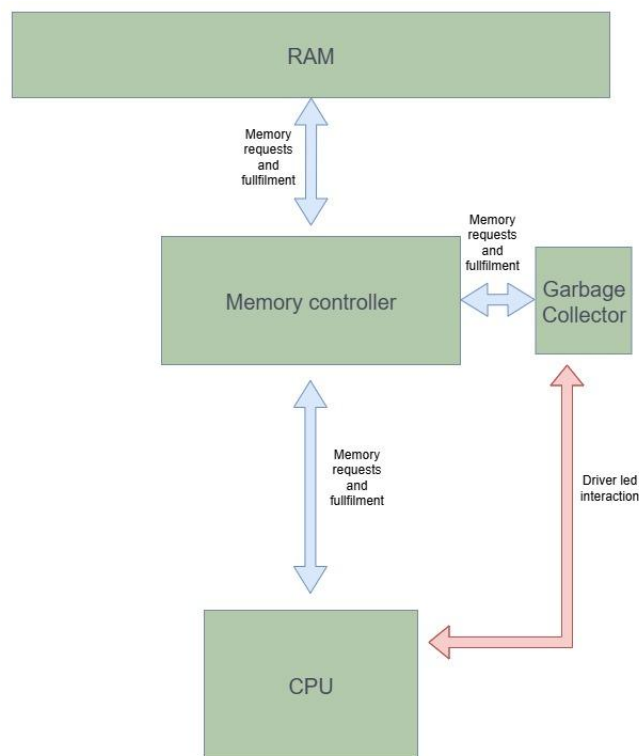 RAM
Memory
requests
and
fullfilment
Memory
requests
and
fullfilment
Memory controller
Garbage
Collector
Memory
requests
and
fullfilment
Driver led
interaction
CPU